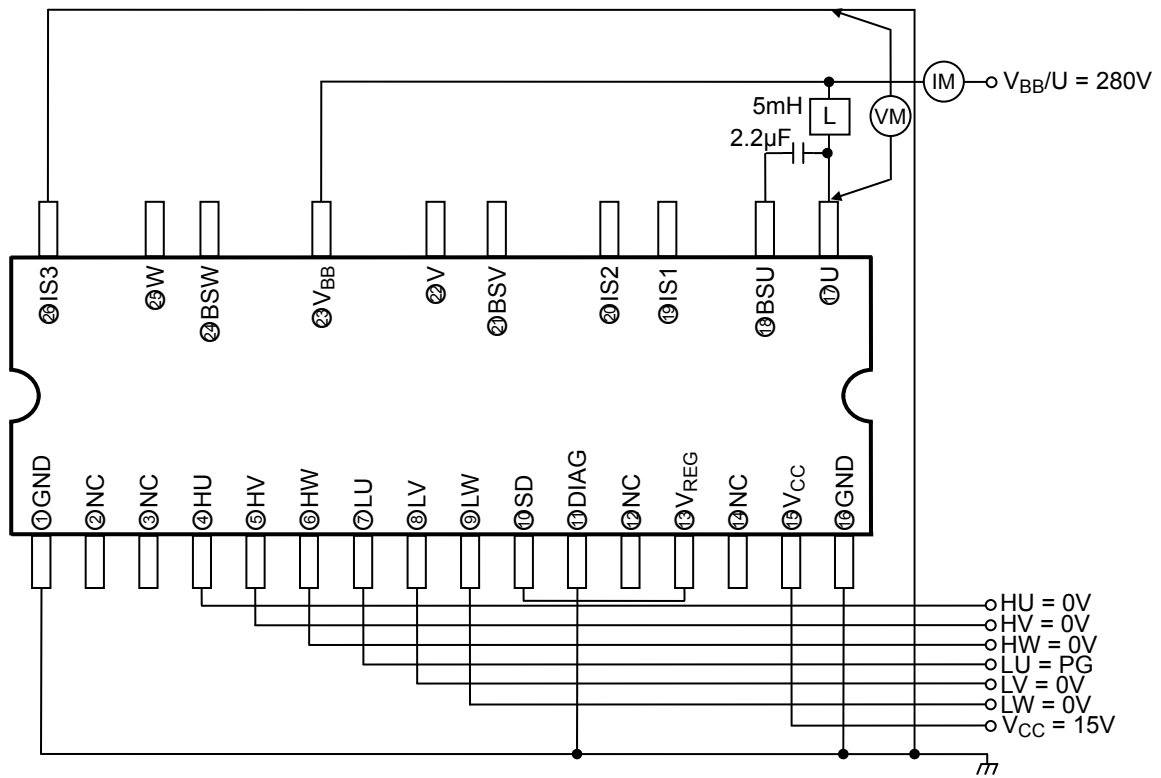 IM
V_BB/U = 280V
5mH
L
VM
2.2μF
㉖IS3
㉕W
㉔BSW
㉓V_BB
㉒V
㉑BSV
⑳IS2
⑲IS1
⑱BSU
⑰U
①GND
②NC
③NC
④HU
⑤HV
⑥HW
⑦LU
⑧LV
⑨LW
⑩SD
⑪DIAG
⑫NC
⑬V_REG
⑭NC
⑮V_CC
⑯GND
HU = 0V
HV = 0V
HW = 0V
LU = PG
LV = 0V
LW = 0V
V_CC = 15V